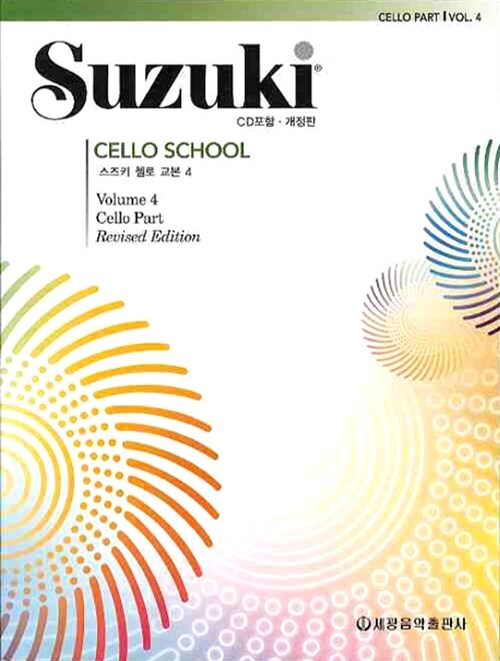 CELLO PART | VOL. 4
Suzuki®
CD포함 · 개정판
CELLO SCHOOL
스즈키 첼로 교본 4
Volume 4
Cello Part
Revised Edition
세광음악출판사